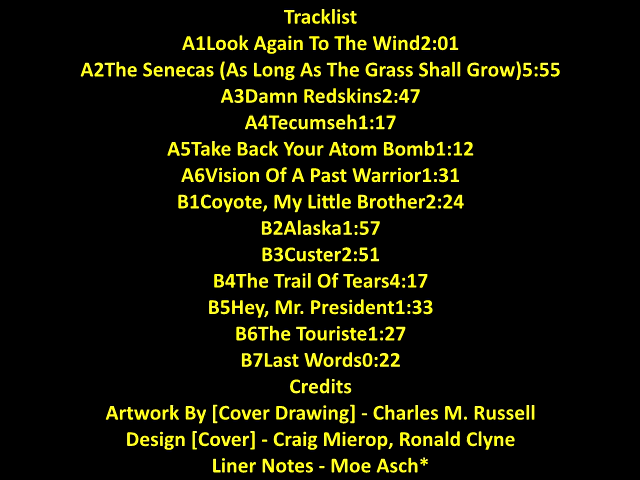 Tracklist
A1Look Again To The Wind2:01
A2The Senecas (As Long As The Grass Shall Grow)5:55
A3Damn Redskins2:47
A4Tecumseh1:17
A5Take Back Your Atom Bomb1:12
A6Vision Of A Past Warrior1:31
B1Coyote, My Little Brother2:24
B2Alaska1:57
B3Custer2:51
B4The Trail Of Tears4:17
B5Hey, Mr. President1:33
B6The Touriste1:27
B7Last Words0:22
Credits
Artwork By [Cover Drawing] - Charles M. Russell
Design [Cover] - Craig Mierop, Ronald Clyne
Liner Notes - Moe Asch*